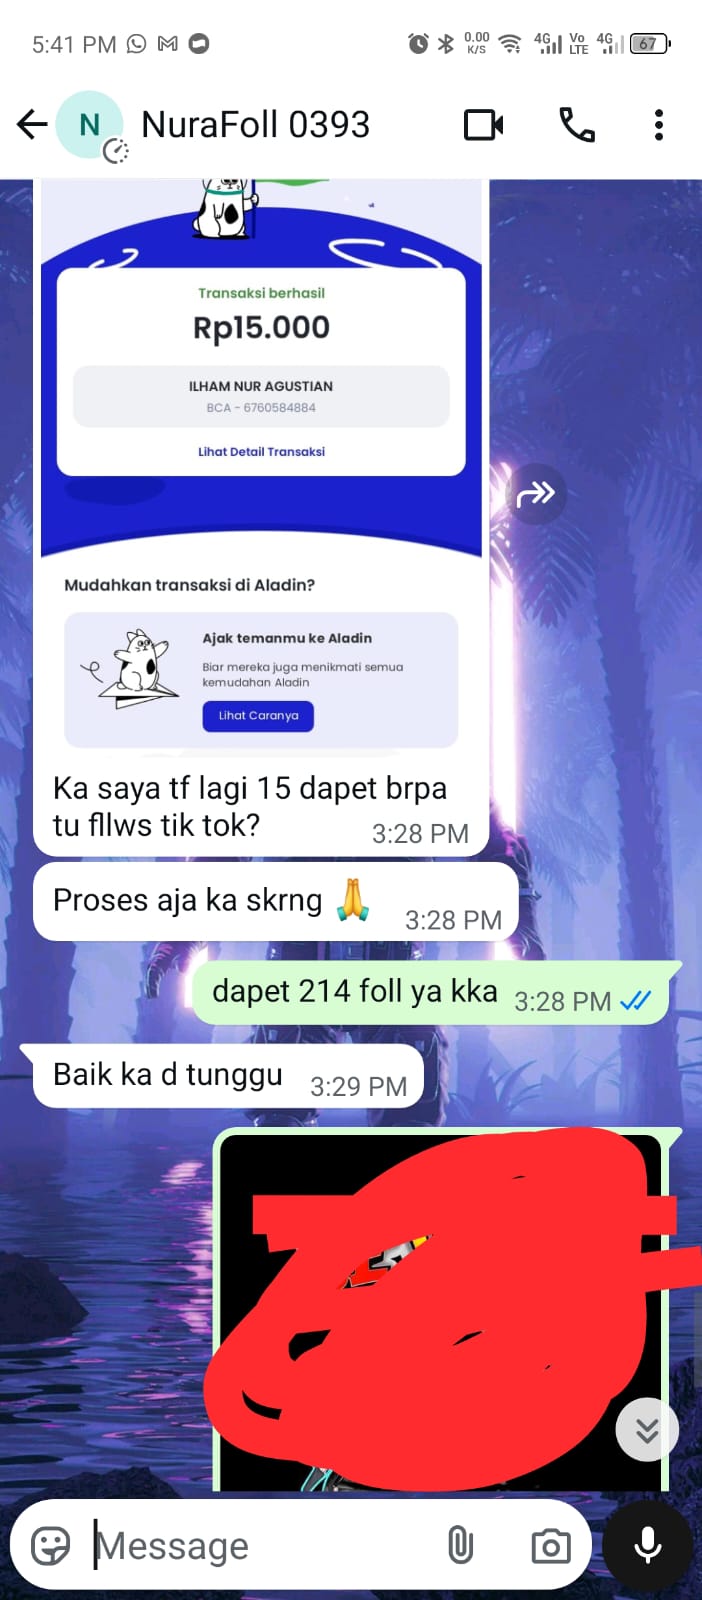 5:41 PM
0.00
K/S
4G
Vo
LTE
4G
67
N
NuraFoll 0393
Transaksi berhasil
Rp15.000
ILHAM NUR AGUSTIAN
BCA - 6760584884
Lihat Detail Transaksi
Mudahkan transaksi di Aladin?
Ajak temanmu ke Aladin
Biar mereka juga menikmati semua
kemudahan Aladin
Lihat Caranya
Ka saya tf lagi 15 dapet brpa
tu fllws tik tok?
3:28 PM
Proses aja ka skrng 🙏
3:28 PM
dapet 214 foll ya kka
3:28 PM
Baik ka d tunggu
3:29 PM
Message